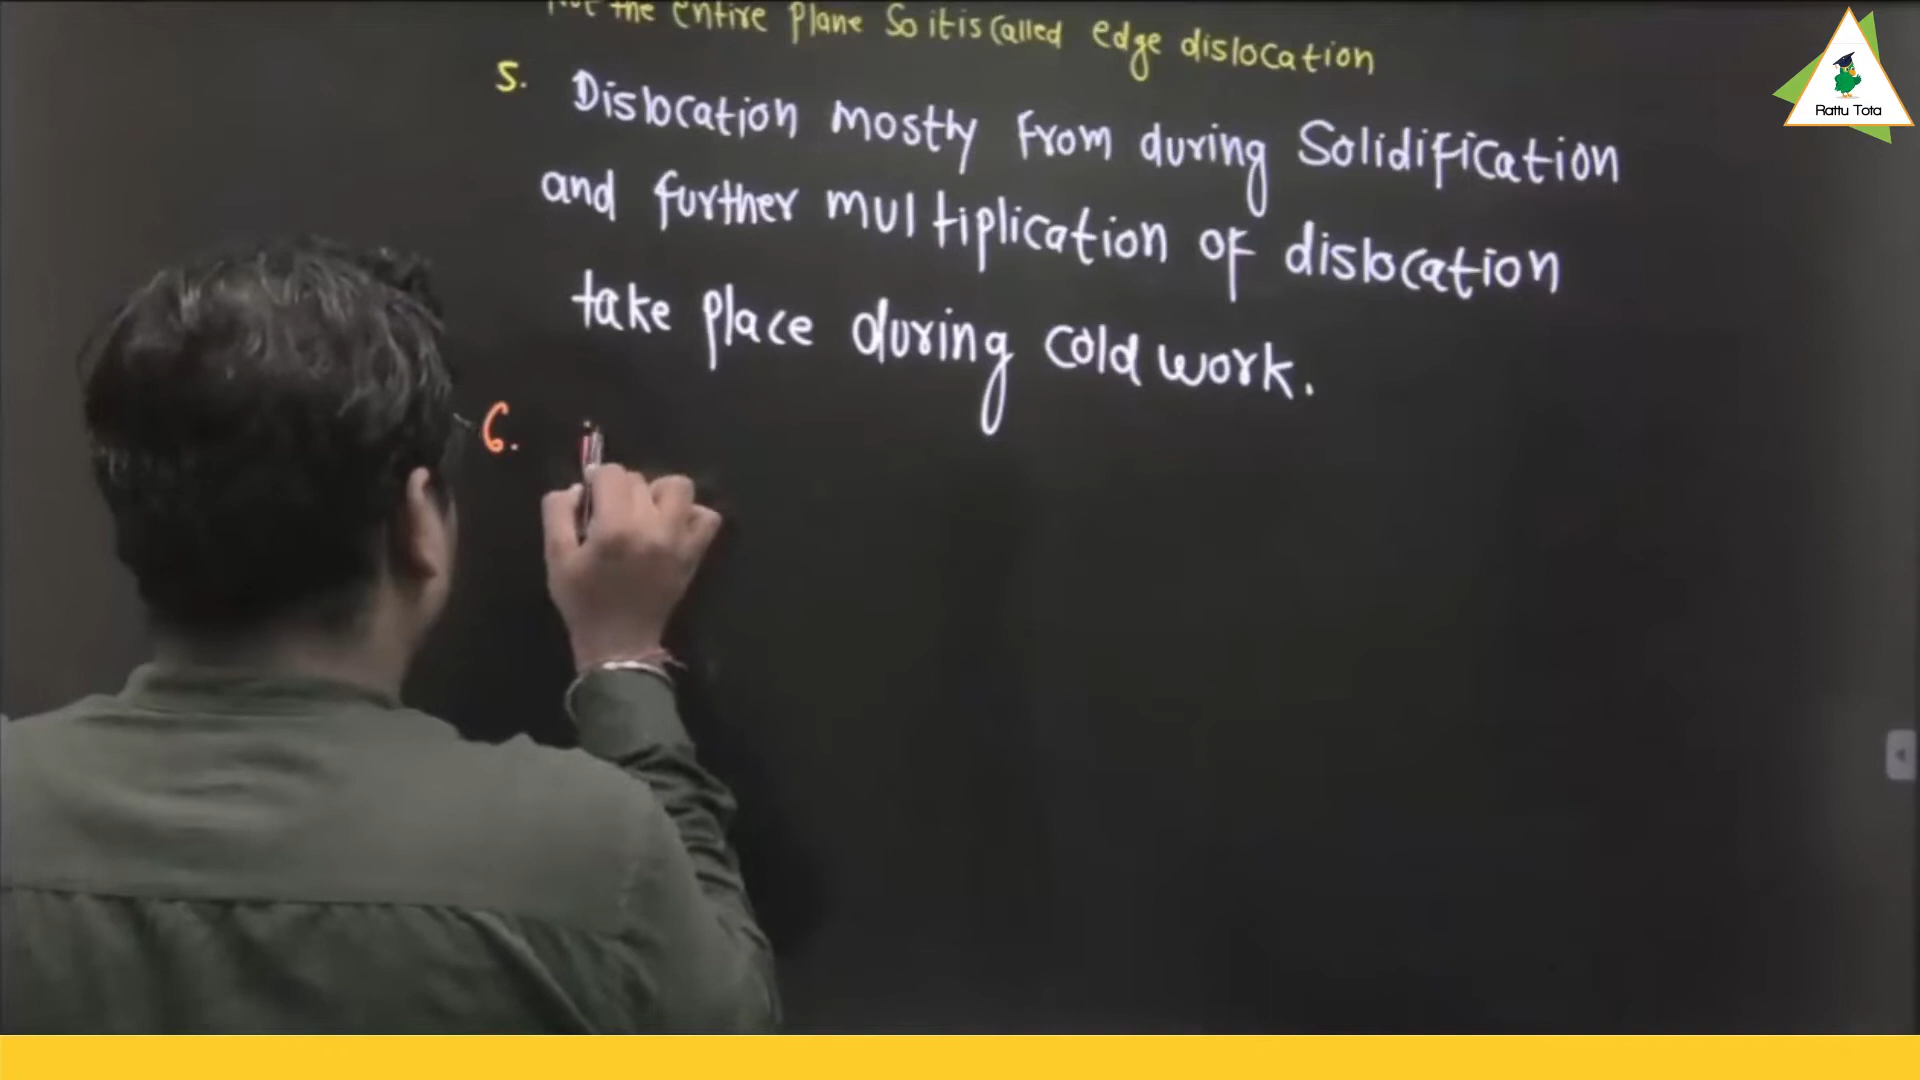 the entire plane So it is Called edge dislocation
5. Dislocation mostly From during Solidification
and further multiplication of dislocation
take place during cold work.
6.
Rattu Tota